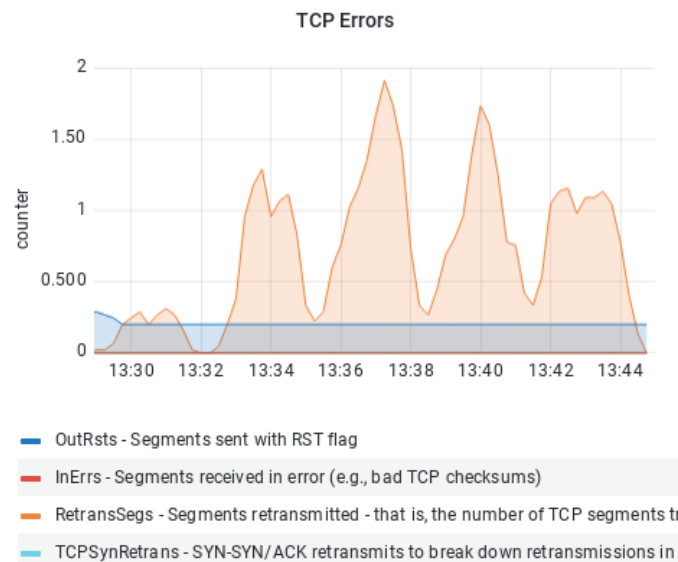 TCP Errors
2
1.50
1
0.500
0
counter
13:30 13:32 13:34 13:36 13:38 13:40 13:42 13:44
OutRsts - Segments sent with RST flag
InErrs - Segments received in error (e.g., bad TCP checksums)
RetransSegs - Segments retransmitted - that is, the number of TCP segments
TCPSynRetrans - SYN-SYN/ACK retransmits to break down retransmissions in